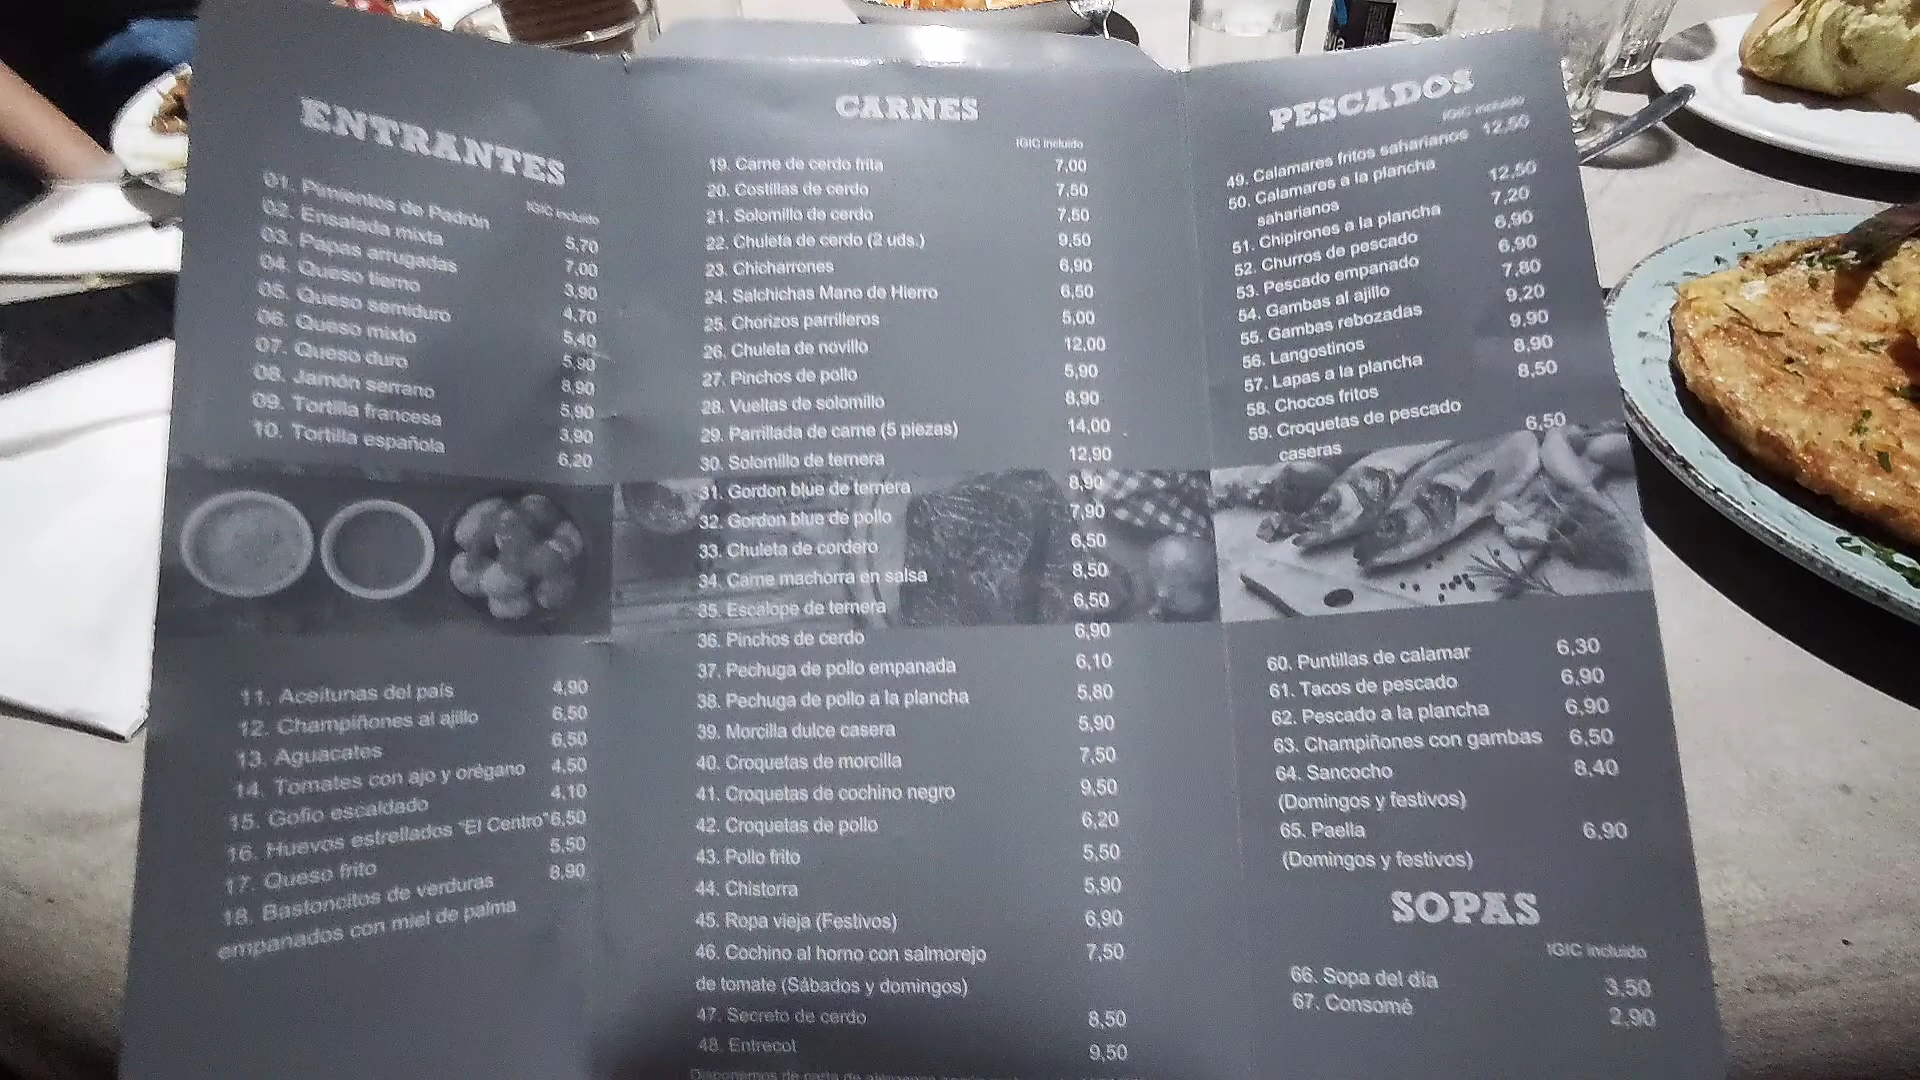 ENTRANTES
IGIC incluido
01. Pimientos de Padrón 5,70
02. Ensalada mixta 7,00
03. Papas arrugadas 3,90
04. Queso tierno 4,70
05. Queso semiduro 5,40
06. Queso mixto 5,90
07. Queso duro 8,90
08. Jamón serrano 5,90
09. Tortilla francesa 3,90
10. Tortilla española 6,20
11. Aceitunas del país 4,90
12. Champiñones al ajillo 6,50
13. Aguacates 6,50
14. Tomates con ajo y orégano 4,50
15. Gofio escaldado 4,10
16. Huevos estrellados "El Centro" 6,50
17. Queso frito 5,50
18. Bastoncitos de verduras 8,90
empanados con miel de palma
CARNES
IGIC incluido
19. Carne de cerdo frita 7,00
20. Costillas de cerdo 7,50
21. Solomillo de cerdo 7,50
22. Chuleta de cerdo (2 uds.) 9,50
23. Chicharrones 6,90
24. Salchichas Mano de Hierro 6,50
25. Chorizos parrilleros 5,00
26. Chuleta de novillo 12,00
27. Pinchos de pollo 5,90
28. Vueltas de solomillo 8,90
29. Parrillada de carne (5 piezas) 14,00
30. Solomillo de ternera 12,90
31. Gordon blue de ternera 8,90
32. Gordon blue de pollo 7,90
33. Chuleta de cordero 6,50
34. Carne machorra en salsa 8,50
35. Escalope de ternera 6,50
36. Pinchos de cerdo 6,90
37. Pechuga de pollo empanada 6,10
38. Pechuga de pollo a la plancha 5,80
39. Morcilla dulce casera 5,90
40. Croquetas de morcilla 7,50
41. Croquetas de cochino negro 9,50
42. Croquetas de pollo 6,20
43. Pollo frito 5,50
44. Chistorra 5,90
45. Ropa vieja (Festivos) 6,90
46. Cochino al horno con salmorejo 7,50
de tomate (Sábados y domingos)
47. Secreto de cerdo 8,50
48. Entrecot 9,50
Disponemos de carta de alérgenos
PESCADOS
IGIC incluido
49. Calamares fritos saharianos 12,50
50. Calamares a la plancha
saharianos 12,50
51. Chipirones a la plancha 7,20
52. Churros de pescado 6,90
53. Pescado empanado 6,90
54. Gambas al ajillo 7,80
55. Gambas rebozadas 9,20
56. Langostinos 9,90
57. Lapas a la plancha 8,90
58. Chocos fritos 8,50
59. Croquetas de pescado
caseras 6,50
60. Puntillas de calamar 6,30
61. Tacos de pescado 6,90
62. Pescado a la plancha 6,90
63. Champiñones con gambas 6,50
64. Sancocho 8,40
(Domingos y festivos)
65. Paella 6,90
(Domingos y festivos)
SOPAS
IGIC incluido
66. Sopa del día 3,50
67. Consomé 2,90